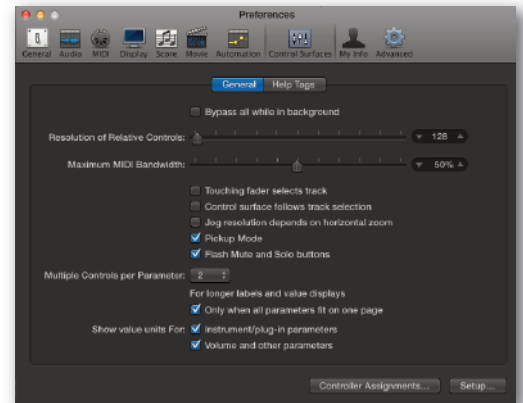 Preferences
General Audio MIDI Display Score Movie Automation Control Surfaces My Info Advanced
General Help Tags
Bypass all while in background
Resolution of Relative Controls: 128
Maximum MIDI Bandwidth: 50%
Touching fader selects track
Control surface follows track selection
Jog resolution depends on horizontal zoom
Pickup Mode
Flash Mute and Solo buttons
Multiple Controls per Parameter: 2
For longer labels and value displays
Only when all parameters fit on one page
Show value units For: Instrument/plug-in parameters
Volume and other parameters
Controller Assignments... Setup...